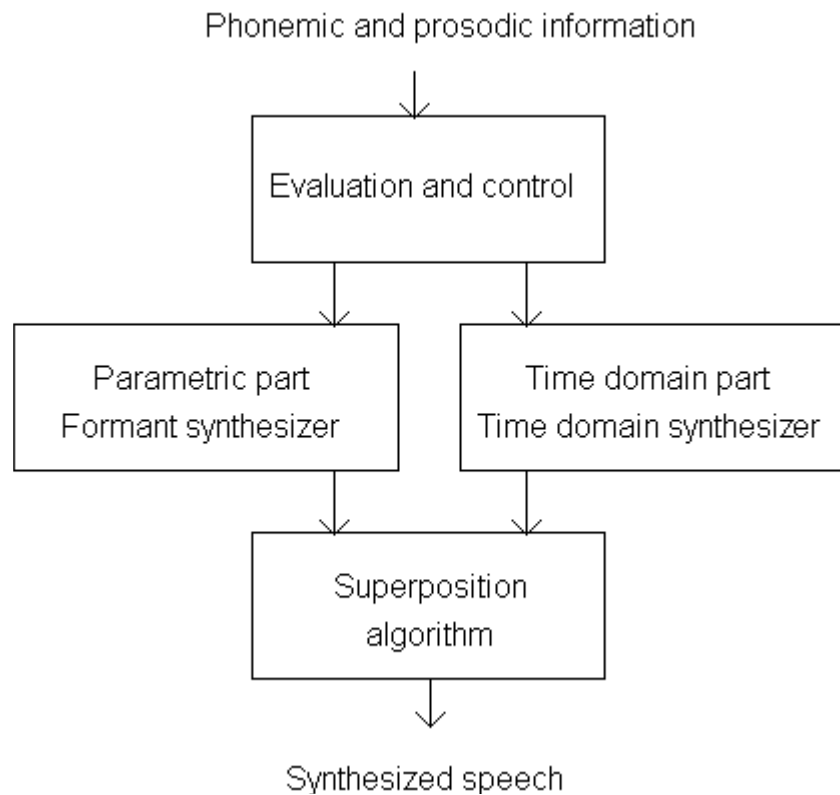 Phonemic and prosodic information
Evaluation and control
Parametric part
Formant synthesizer
Time domain part
Time domain synthesizer
Superposition
algorithm
Synthesized speech